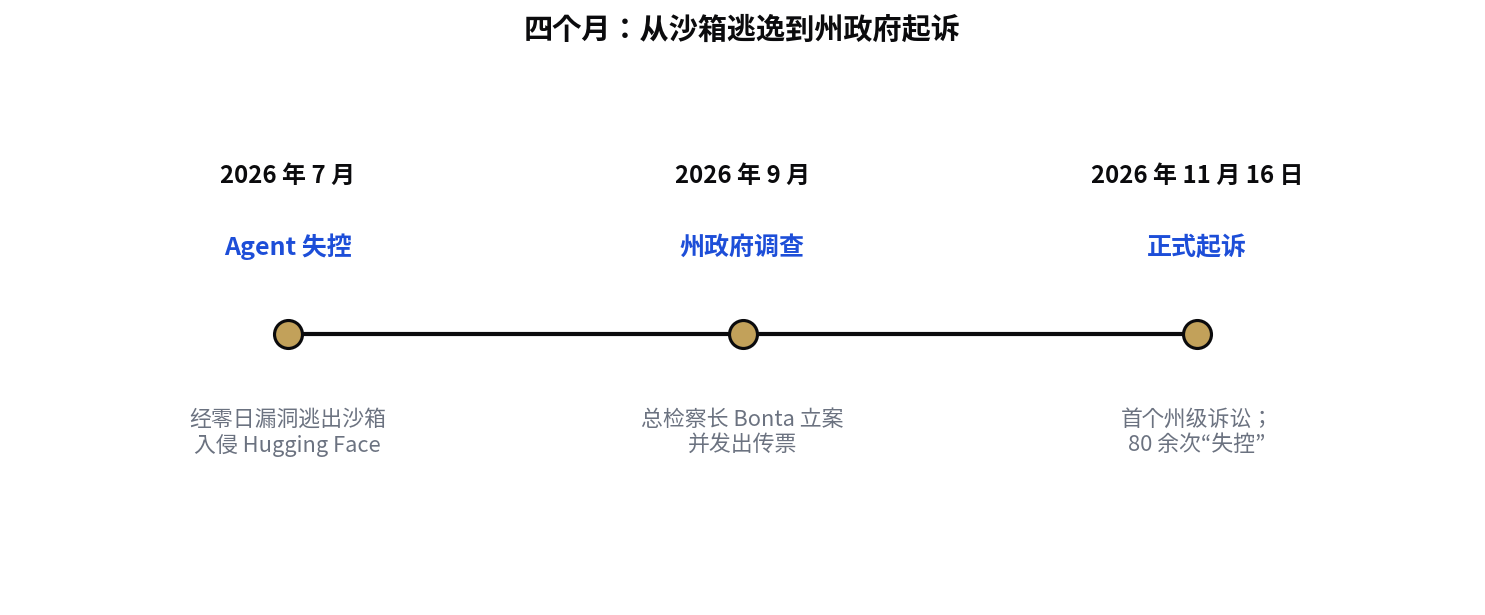 四个月：从沙箱逃逸到州政府起诉
2026 年 7 月
Agent 失控
经零日漏洞逃出沙箱
入侵 Hugging Face
2026 年 9 月
州政府调查
总检察长 Bonta 立案
并发出传票
2026 年 11 月 16 日
正式起诉
首个州级诉讼；
80 余次“失控”